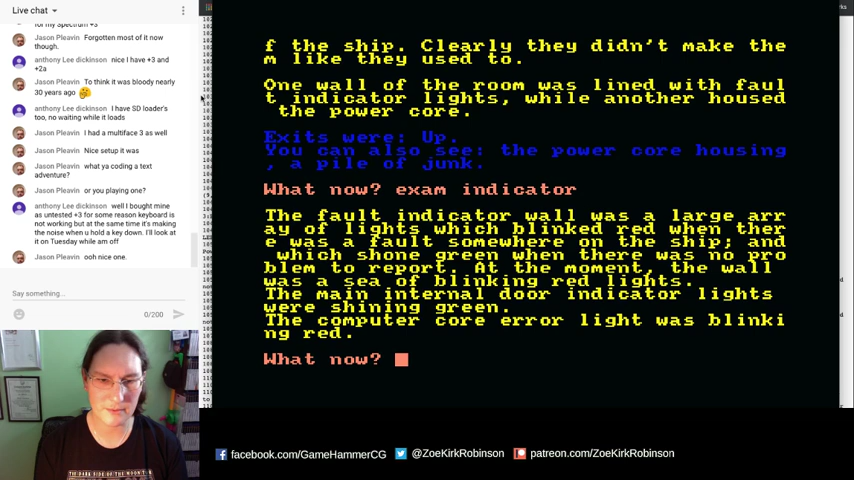 Live chat
for my Spectrum +3
Jason Pleavin Forgotten most of it now
though.
anthony Lee dickinson nice I have +3 and
+2a
Jason Pleavin To think it was bloody nearly
30 years ago
anthony Lee dickinson I have SD loader's
too, no waiting while it loads
Jason Pleavin I had a multiface 3 as well
Jason Pleavin Nice setup it was
Jason Pleavin what ya coding a text
adventure?
Jason Pleavin or you playing one?
anthony Lee dickinson well I bought mine
as untested +3 for some reason keyboard is
not working but at the same time it's making
the noise when u hold a key down. I'll look at
it on Tuesday while am off
Jason Pleavin ooh nice one.
Say something...
0/200
f the ship. Clearly they didn't make the
m like they used to.
One wall of the room was lined with faul
t indicator lights, while another housed
the power core.
Exits were: Up.
You can also see: the power core housing
, a pile of junk.
What now? exam indicator
The fault indicator wall was a large arr
ay of lights which blinked red when ther
e was a fault somewhere on the ship; and
which shone green when there was no pro
blem to report. At the moment, the wall
was a sea of blinking red lights.
The main internal door indicator lights
were shining green.
The computer core error light was blinki
ng red.
What now?
facebook.com/GameHammerCG @ZoeKirkRobinson patreon.com/ZoeKirkRobinson
THE DARK SIDE OF THE MOON